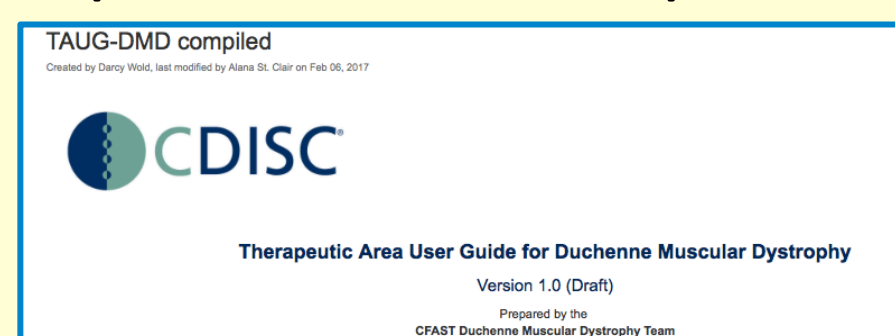 TAUG-DMD compiled
Created by Darcy Wold, last modified by Alana St. Clair on Feb 06, 2017
CDISC®
Therapeutic Area User Guide for Duchenne Muscular Dystrophy
Version 1.0 (Draft)
Prepared by the
CFAST Duchenne Muscular Dystrophy Team